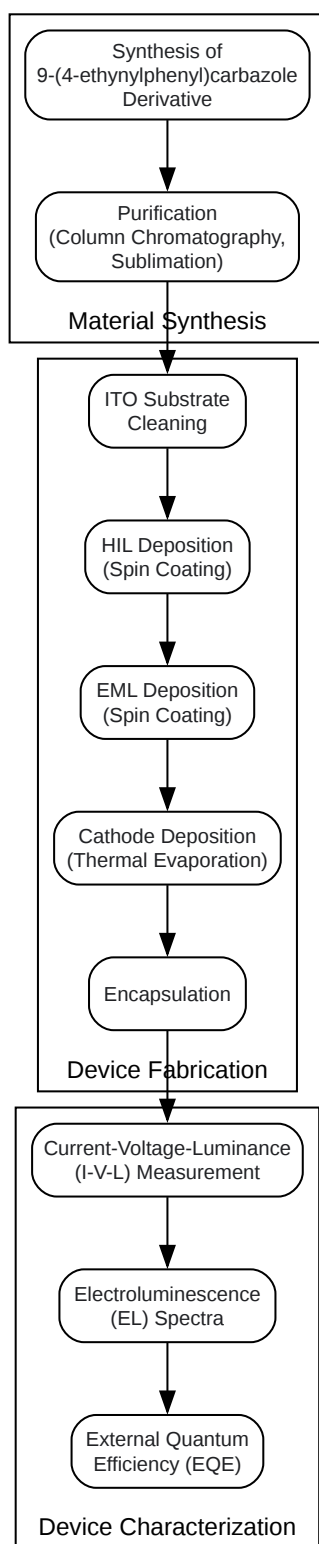 Synthesis of
9-(4-ethynylphenyl)carbazole
Derivative
Purification
(Column Chromatography,
Sublimation)
Material Synthesis
ITO Substrate
Cleaning
HIL Deposition
(Spin Coating)
EML Deposition
(Spin Coating)
Cathode Deposition
(Thermal Evaporation)
Encapsulation
Device Fabrication
Current-Voltage-Luminance
(I-V-L) Measurement
Electroluminescence
(EL) Spectra
External Quantum
Efficiency (EQE)
Device Characterization